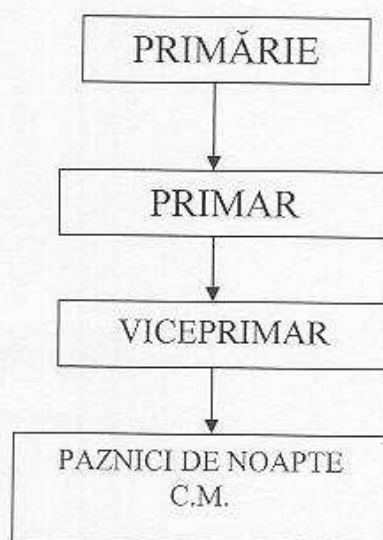 PRIMĂRIE
PRIMAR
VICEPRIMAR
PAZNICI DE NOAPTE
C.M.